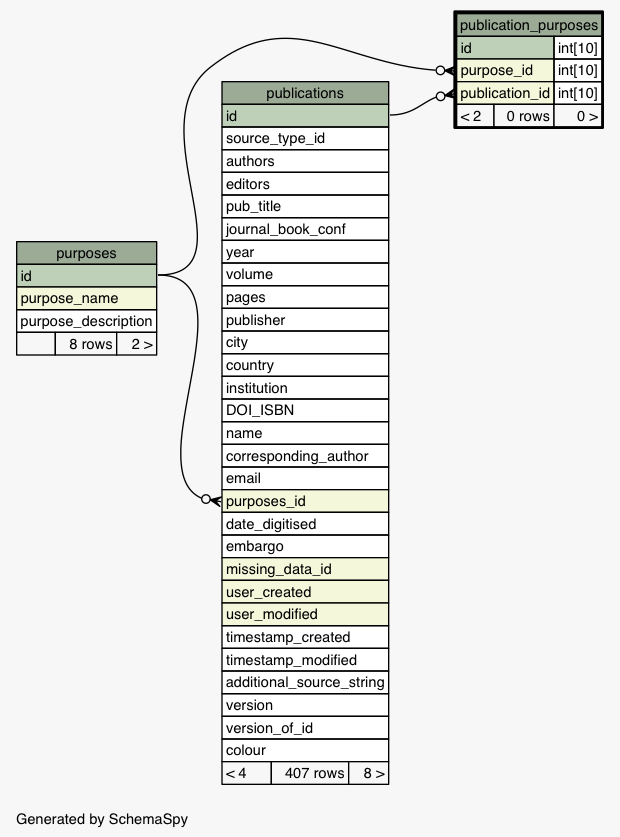 publication_purposes
id int[10]
purpose_id int[10]
publication_id int[10]
< 2 0 rows 0 >
publications
id
source_type_id
authors
editors
pub_title
journal_book_conf
year
volume
pages
publisher
city
country
institution
DOI_ISBN
name
corresponding_author
email
purposes_id
date_digitised
embargo
missing_data_id
user_created
user_modified
timestamp_created
timestamp_modified
additional_source_string
version
version_of_id
colour
< 4 407 rows 8 >
purposes
id
purpose_name
purpose_description
8 rows 2 >
Generated by SchemaSpy